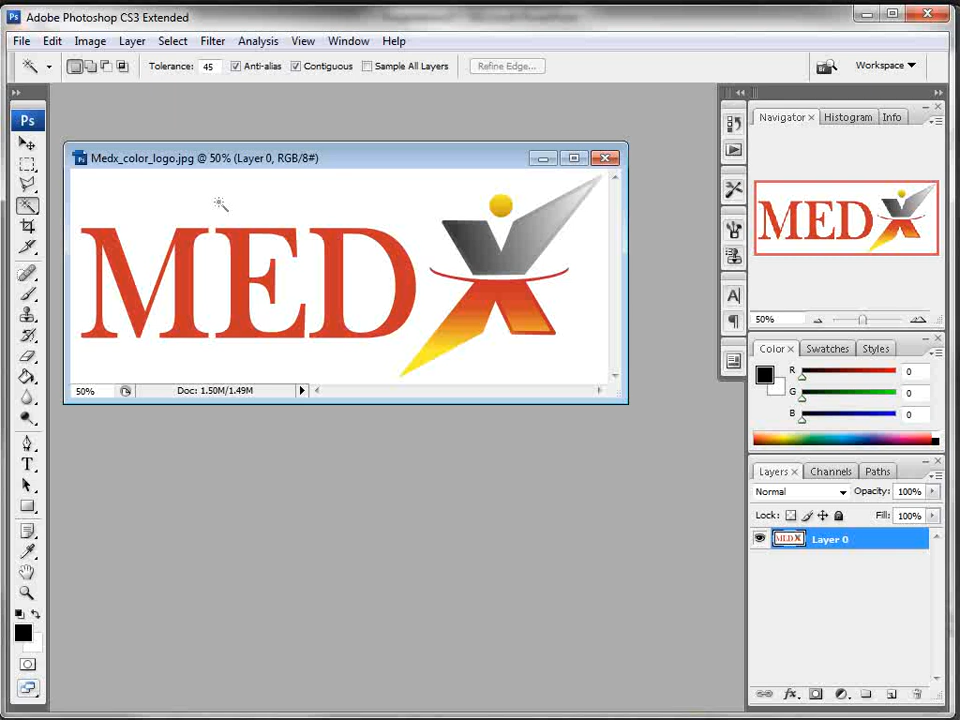 Ps Adobe Photoshop CS3 Extended
File Edit Image Layer Select Filter Analysis View Window Help
Tolerance: 45 Anti-alias Contiguous Sample All Layers Refine Edge... Workspace
Ps
Medx_color_logo.jpg @ 50% (Layer 0, RGB/8#)
MEDX
50% Doc: 1.50M/1.49M
Navigator × Histogram Info
MEDX
50%
Color × Swatches Styles
R 0
G 0
B 0
Layers × Channels Paths
Normal Opacity: 100%
Lock: Fill: 100%
MEDX Layer 0